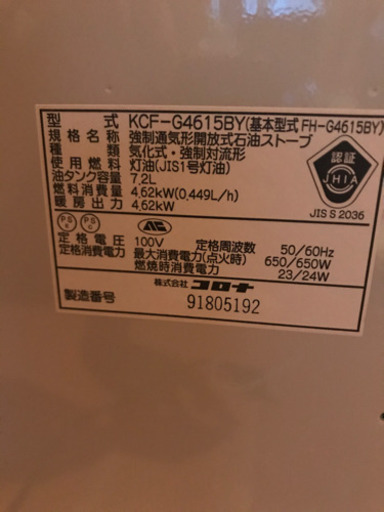 型式 KCF-G4615BY(基本型式 FH-G4615BY)
規格名称 強制通気形開放式石油ストーブ
種類 気化式・強制対流形
使用燃料 灯油(JIS1号灯油)
油タンク容量 7.2L
燃料消費量 4.62kW(0.449L/h)
暖房出力 4.62kW
認証
JHIA
JIS S 2036
PS
PS
定格電圧 100V 定格周波数 50/60Hz
定格消費電力 最大消費電力(点火時) 650/650W
燃焼時消費電力 23/24W
株式会社 コロナ
製造番号 91805192